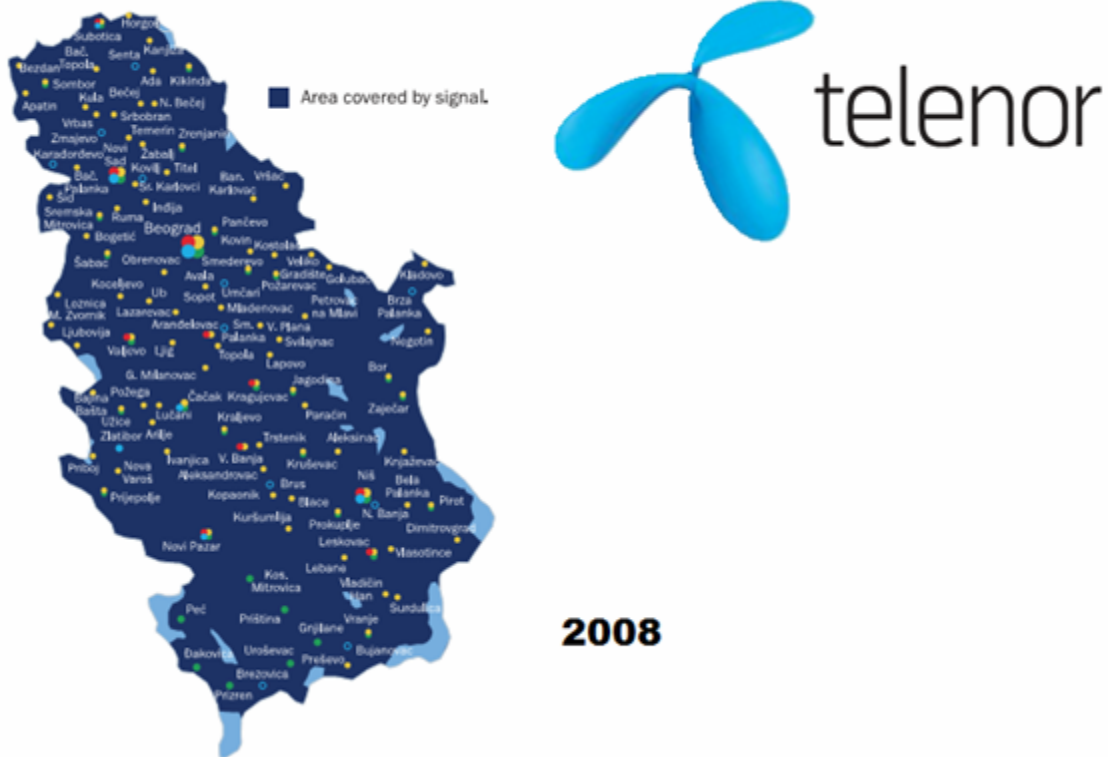 Horgoš
Subotica
Kanjiža
Bač.
Topola
Senta
Bezdan
Sombor
Ada
Kikinda
Apatin
Kula
Bečej
N. Bečej
Vrbas
Srbobran
Zmajevo
Temerin
Zrenjanin
Karađorđevo
Novi
Sad
Žabalj
Kovilj
Titel
Bač.
Palanka
Sr. Karlovci
Ban.
Karlovac
Vršac
Šid
Inđija
Sremska
Mitrovica
Ruma
Beograd
Pančevo
Bogetić
Kovin
Kostolac
Šabac
Obrenovac
Smederevo
Veliko
Gradište
Golubac
Kladovo
Avala
Požarevac
Koceljevo
Ub
Sopot
Umčari
Petrovac
na Mlavi
Brza
Palanka
Loznica
M. Zvornik
Lazarevac
Mladenovac
Ljubovija
Aranđelovac
Sm.
Palanka
V. Plana
Svilajnac
Negotin
Valjevo
Ljig
Topola
Lapovo
Bor
G. Milanovac
Jagodina
Bajina
Bašta
Požega
Čačak
Kragujevac
Zaječar
Užice
Lučani
Kraljevo
Paraćin
Zlatibor
Arilje
Trstenik
Aleksinac
Priboj
Nova
Varoš
Ivanjica
V. Banja
Kruševac
Knjaževac
Aleksandrovac
Niš
Bela
Palanka
Prijepolje
Kopaonik
Brus
Blace
Pirot
Kuršumlija
Prokuplje
N. Banja
Dimitrovgrad
Novi Pazar
Leskovac
Vlasotince
Lebane
Kos.
Mitrovica
Vladičin
Han
Surdulica
Peč
Priština
Vranje
Gnjilane
Đakovica
Uroševac
Preševo
Bujanovac
Brezovica
Prizren
Area covered by signal.
telenor
2008